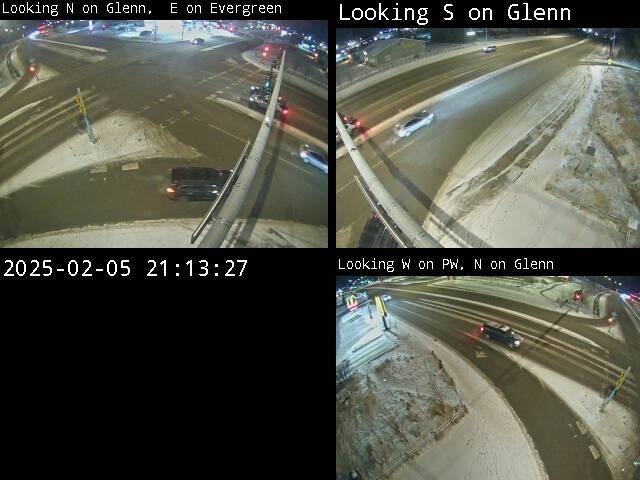 Looking N on Glenn, E on Evergreen
Looking S on Glenn
2025-02-05 21:13:27
Looking W on PW, N on Glenn